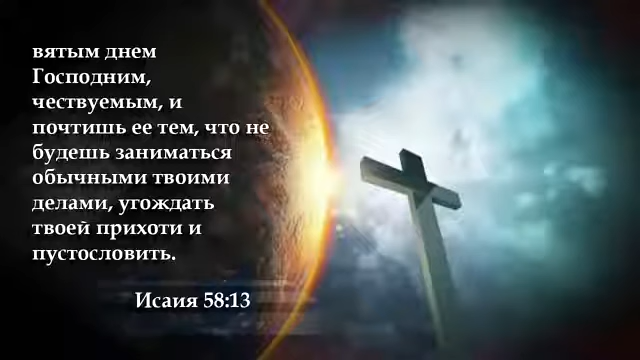 вятым днем
Господним,
чествуемым, и
почтишь ее тем, что не
будешь заниматься
обычными твоими
делами, угождать
твоей прихоти и
пустословить.
Исаия 58:13